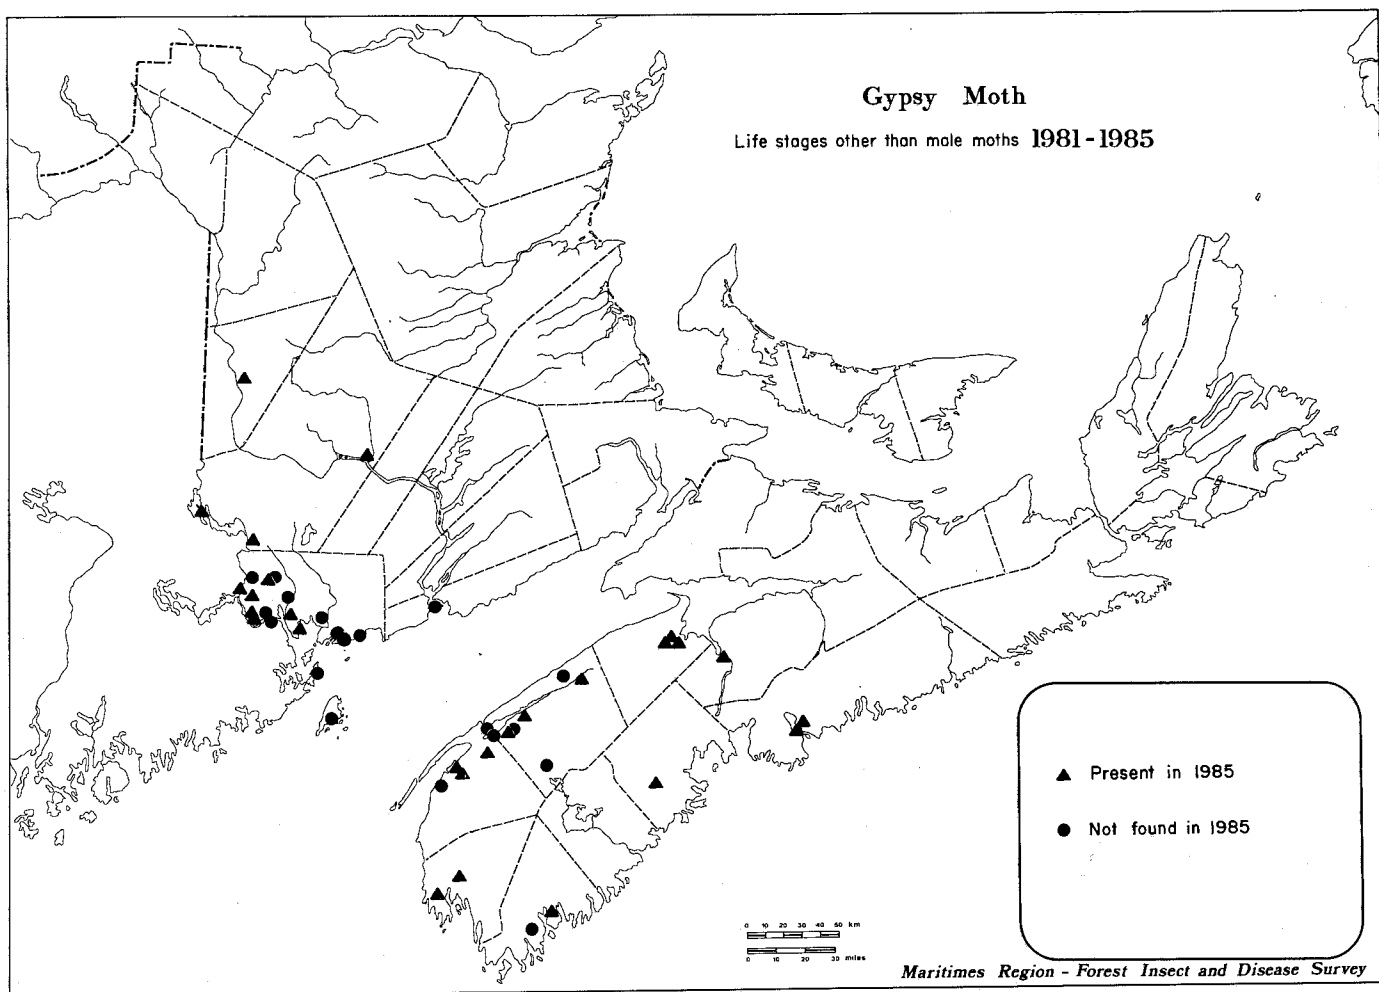 Gypsy Moth
Life stages other than male moths 1981-1985
▲ Present in 1985
● Not found in 1985
0 10 20 30 40 50 km
0 10 20 30 miles
Maritimes Region - Forest Insect and Disease Survey